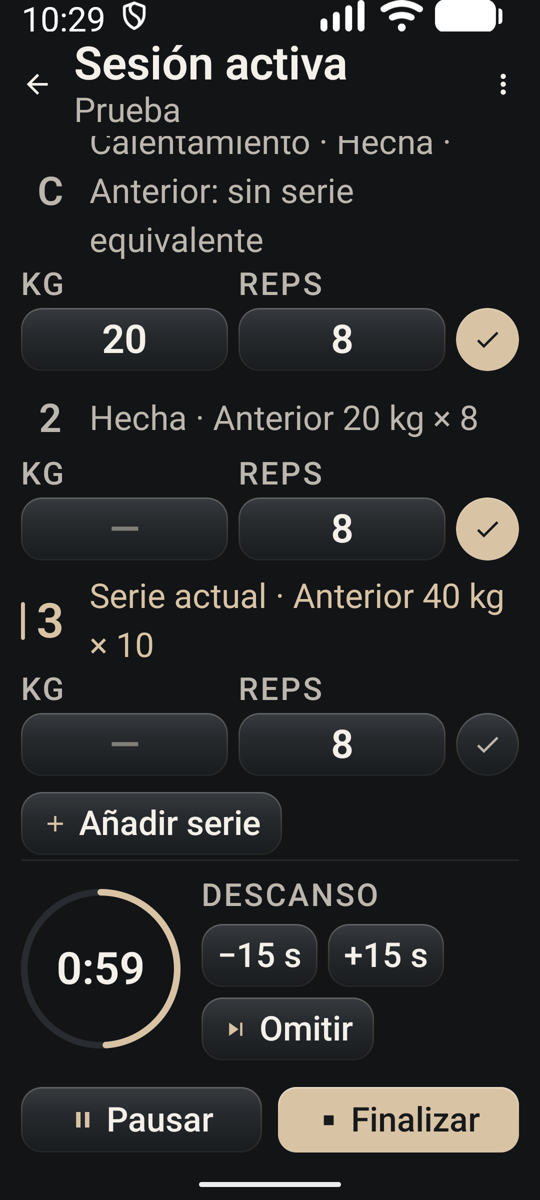 10:29
Sesión activa
Prueba
Calentamiento · Hecha ·
C Anterior: sin serie
equivalente
KG REPS
20 8
2 Hecha · Anterior 20 kg × 8
KG REPS
— 8
3 Serie actual · Anterior 40 kg
× 10
KG REPS
— 8
+ Añadir serie
DESCANSO
0:59 −15 s +15 s
Omitir
Pausar Finalizar